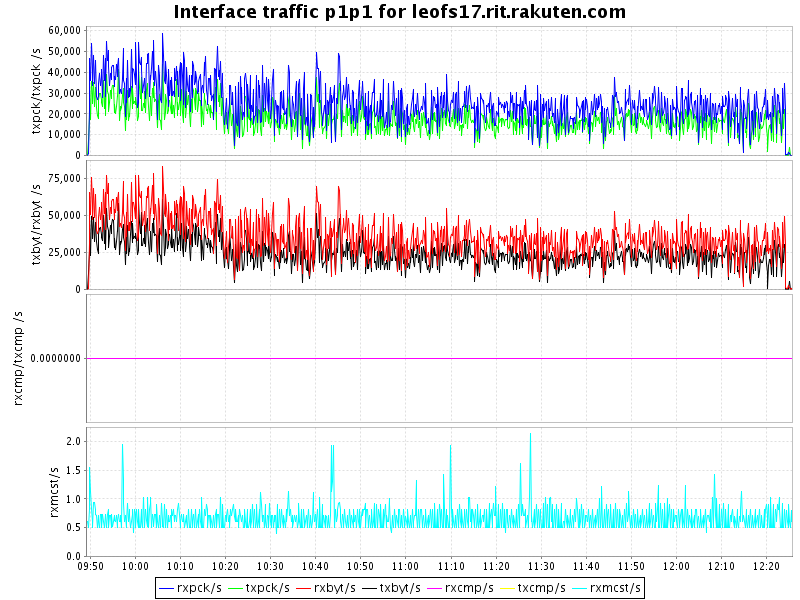 Interface traffic p1p1 for leofs17.rit.rakuten.com
txpck/txpck /s
60,000
50,000
40,000
30,000
20,000
10,000
0
txbyt/rxbyt /s
75,000
50,000
25,000
0
rxcmp/txcmp /s
0.0000000
rxmcst/s
2.0
1.5
1.0
0.5
0.0
09:50 10:00 10:10 10:20 10:30 10:40 10:50 11:00 11:10 11:20 11:30 11:40 11:50 12:00 12:10 12:20
rxpck/s txpck/s rxbyt/s txbyt/s rxcmp/s txcmp/s rxmcst/s